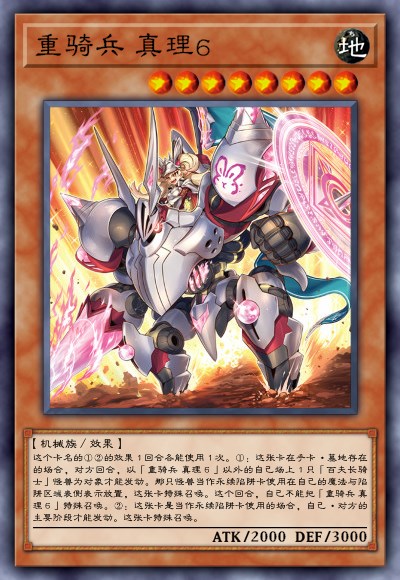 重骑兵 真理6
地
【机械族/效果】
这个卡名的①②的效果1回合各能使用1次。①：这张卡在手卡·墓地存在
的场合，对方回合，以「重骑兵 真理6」以外的自己场上1只「百夫长骑
士」怪兽为对象才能发动。那只怪兽当作永续陷阱卡使用在自己的魔法与陷
阱区域表侧表示放置，这张卡特殊召唤。这个回合，自己不能把「重骑兵 真
理6」特殊召唤。②：这张卡是当作永续陷阱卡使用的场合，自己·对方的
主要阶段才能发动。这张卡特殊召唤。
ATK/2000 DEF/3000